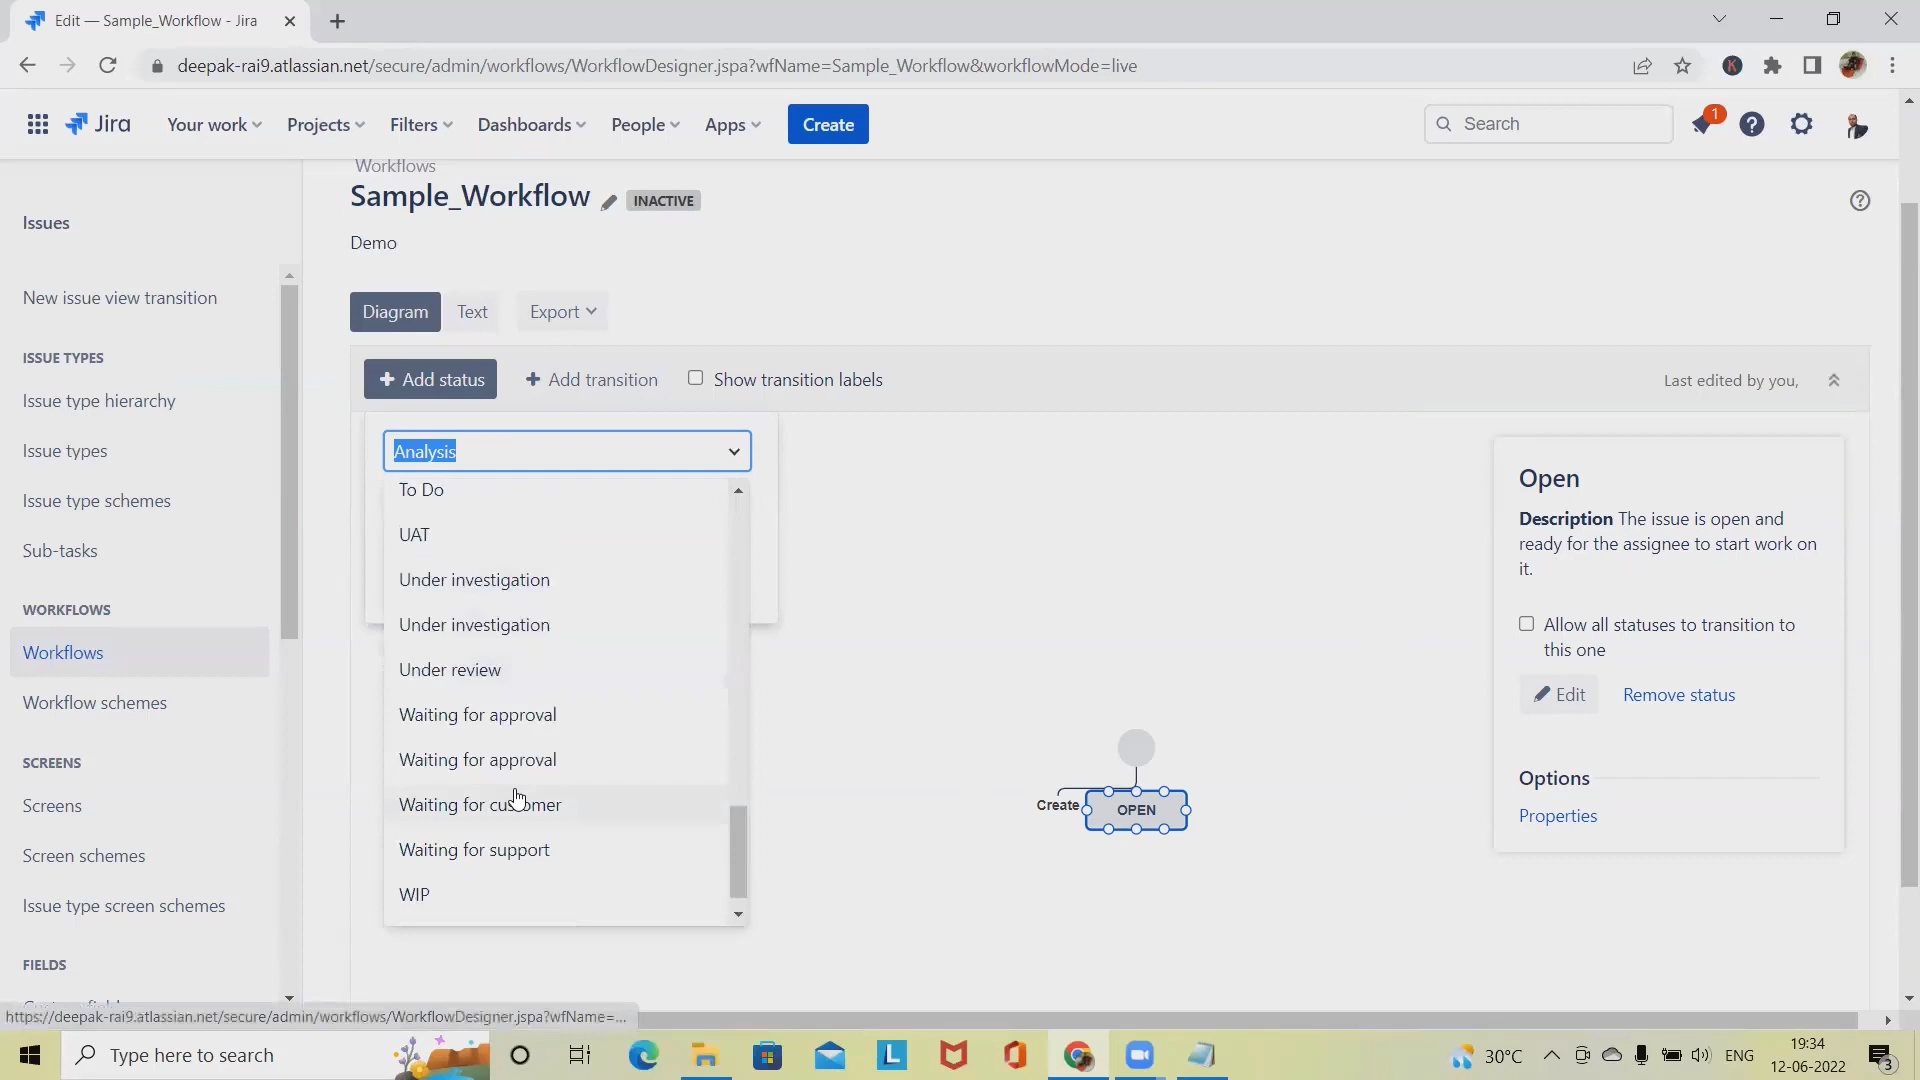 Edit — Sample_Workflow - Jira
deepak-rai9.atlassian.net/secure/admin/workflows/WorkflowDesigner.jspa?wfName=Sample_Workflow&workflowMode=live
K
Jira
Your work
Projects
Filters
Dashboards
People
Apps
Create
Search
1
Issues
New issue view transition
ISSUE TYPES
Issue type hierarchy
Issue types
Issue type schemes
Sub-tasks
WORKFLOWS
Workflows
Workflow schemes
SCREENS
Screens
Screen schemes
Issue type screen schemes
FIELDS
Workflows
Sample_Workflow INACTIVE
Demo
Diagram
Text
Export
Add status
Add transition
Show transition labels
Last edited by you,
Analysis
To Do
UAT
Under investigation
Under investigation
Under review
Waiting for approval
Waiting for approval
Waiting for customer
Waiting for support
WIP
Create
OPEN
Open
Description The issue is open and
ready for the assignee to start work on
it.
Allow all statuses to transition to
this one
Edit
Remove status
Options
Properties
https://deepak-rai9.atlassian.net/secure/admin/workflows/WorkflowDesigner.jspa?wfName=...
Type here to search
L
30°C
ENG
19:34
12-06-2022
3